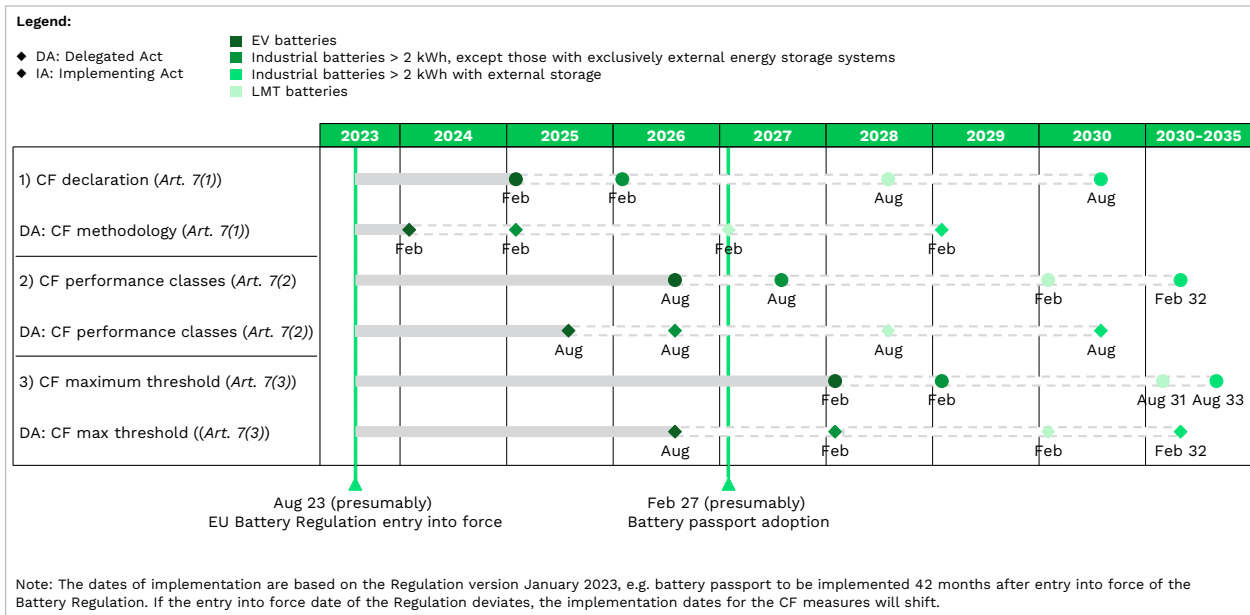 Legend:
◆ DA: Delegated Act
◆ IA: Implementing Act
EV batteries
Industrial batteries > 2 kWh, except those with exclusively external energy storage systems
Industrial batteries > 2 kWh with external storage
LMT batteries
2023 2024 2025 2026 2027 2028 2029 2030 2030-2035
1) CF declaration (Art. 7(1))
Feb Feb Aug Aug
DA: CF methodology (Art. 7(1))
Feb Feb Feb Feb
2) CF performance classes (Art. 7(2)
Aug Aug Feb Feb 32
DA: CF performance classes (Art. 7(2))
Aug Aug Aug Aug
3) CF maximum threshold (Art. 7(3))
Feb Feb Aug 31 Aug 33
DA: CF max threshold ((Art. 7(3))
Aug Feb Feb Feb 32
Aug 23 (presumably)
EU Battery Regulation entry into force
Feb 27 (presumably)
Battery passport adoption
Note: The dates of implementation are based on the Regulation version January 2023, e.g. battery passport to be implemented 42 months after entry into force of the
Battery Regulation. If the entry into force date of the Regulation deviates, the implementation dates for the CF measures will shift.